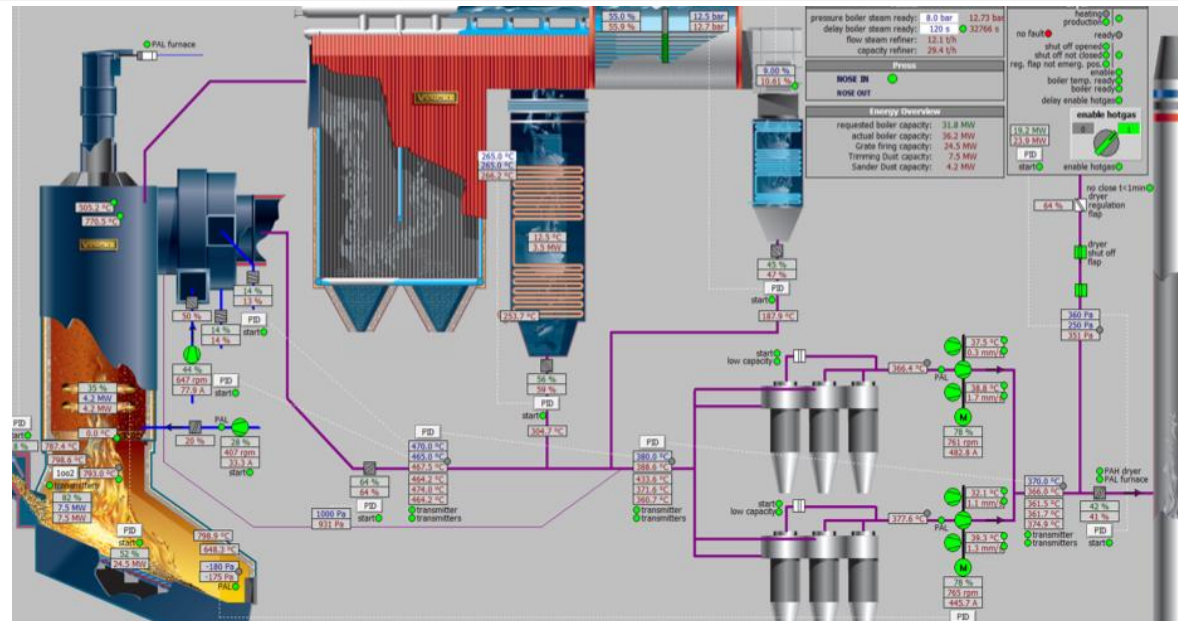 PAL furnace
505.2 °C
770.5 °C
VYNCKE
35 %
4.2 MW
4.2 MW
0.0 °C
767.4 °C
798.6 °C
1oo2
793.0 °C
transmitters
82 %
7.5 MW
7.5 MW
PID
start
52 %
24.5 MW
798.9 °C
648.3 °C
-180 Pa
-175 Pa
PAL
PID
start
8 %
50 %
14 %
14 %
14 %
13 %
PID
start
44 %
647 rpm
77.9 A
PID
start
20 %
PAL
28 %
407 rpm
33.3 A
start
VYNCKE
55.0 %
55.9 %
12.5 bar
12.7 bar
265.0 °C
265.0 °C
266.2 °C
12.5 °C
3.5 MW
253.7 °C
56 %
59 %
PID
start
304.7 °C
9.00 %
10.61 %
45 %
47 %
PID
start
187.9 °C
64 %
64 %
PID
start
1000 Pa
931 Pa
PID
470.0 °C
465.0 °C
467.5 °C
464.2 °C
474.0 °C
464.2 °C
transmitter
transmitters
PID
380.0 °C
388.6 °C
433.6 °C
371.6 °C
360.7 °C
transmitter
transmitters
pressure boiler steam ready: 8.0 bar 12.73 bar
delay boiler steam ready: 120 s 32766 s
flow steam refiner: 12.1 t/h
capacity refiner: 29.4 t/h
Press
NOSE IN
NOSE OUT
Energy Overview
requested boiler capacity: 31.8 MW
actual boiler capacity: 36.2 MW
Grate firing capacity: 24.5 MW
Trimming Dust capacity: 7.5 MW
Sander Dust capacity: 4.2 MW
heating
production
no fault
ready
shut off opened
shut off not closed
reg. flap not emerg. pos.
enable
boiler temp. ready
boiler ready
delay enable hotgas
enable hotgas
0
1
19.2 MW
23.9 MW
PID
start
enable hotgas
no close t<1min
64 %
dryer
regulation
flap
dryer
shut off
flap
360 Pa
250 Pa
351 Pa
start
low capacity
366.4 °C
PAL
37.5 °C
0.3 mm/s
38.8 °C
1.7 mm/s
M
78 %
761 rpm
482.8 A
start
low capacity
377.6 °C
PAL
32.1 °C
1.1 mm/s
39.3 °C
1.3 mm/s
M
78 %
765 rpm
445.7 A
PID
370.0 °C
366.0 °C
361.5 °C
361.7 °C
374.9 °C
transmitter
transmitters
PAH dryer
PAL furnace
42 %
41 %
PID
start